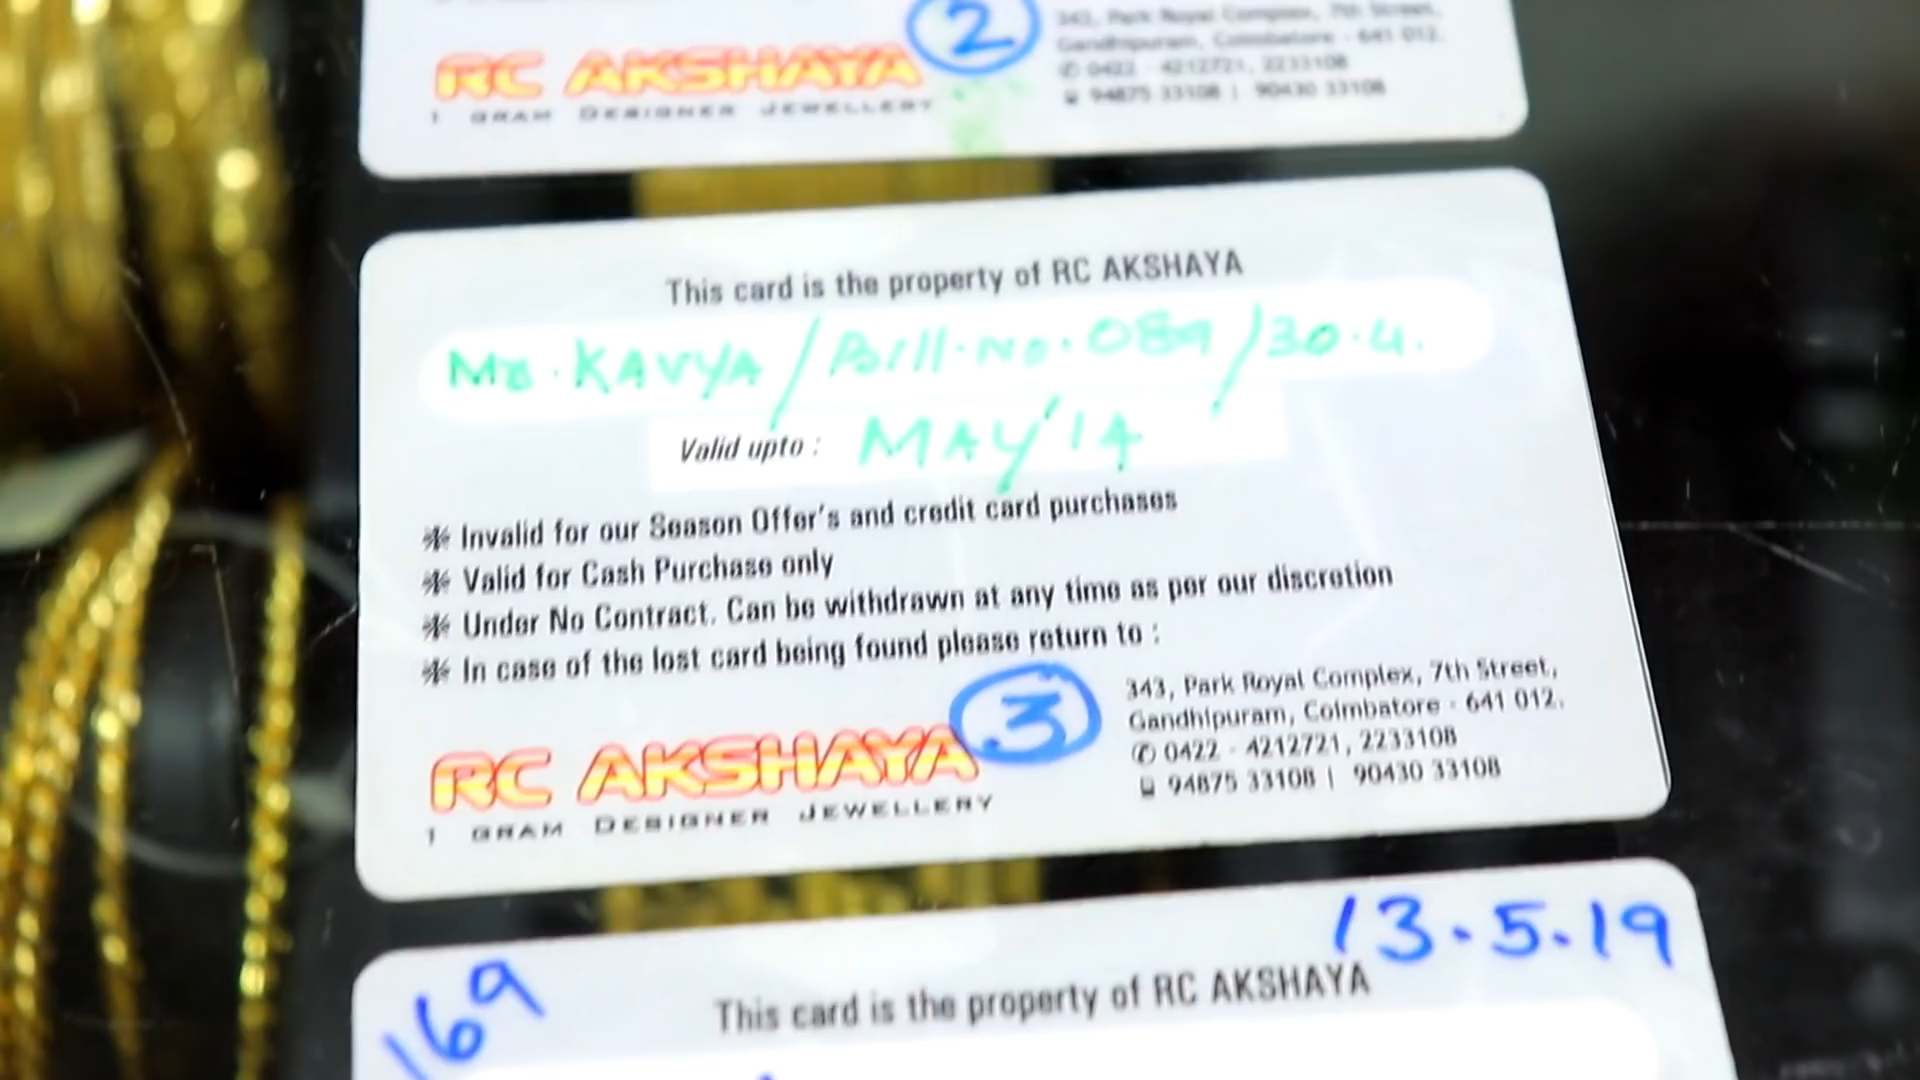 2
343, Park Royal Complex, 7th Street,
Gandhipuram, Coimbatore - 641 012.
RC AKSHAYA
✆ 0422 - 4212721, 2233108
1 GRAM DESIGNER JEWELLERY
94875 33108 | 90430 33108
This card is the property of RC AKSHAYA
KAVYA / Bill.No.089 / 30.4.
Valid upto : MAY'14
✳ Invalid for our Season Offer's and credit card purchases
✳ Valid for Cash Purchase only
✳ Under No Contract. Can be withdrawn at any time as per our discretion
✳ In case of the lost card being found please return to :
3
343, Park Royal Complex, 7th Street,
Gandhipuram, Coimbatore - 641 012.
RC AKSHAYA
✆ 0422 - 4212721, 2233108
1 GRAM DESIGNER JEWELLERY
94875 33108 | 90430 33108
13.5.19
169
This card is the property of RC AKSHAYA